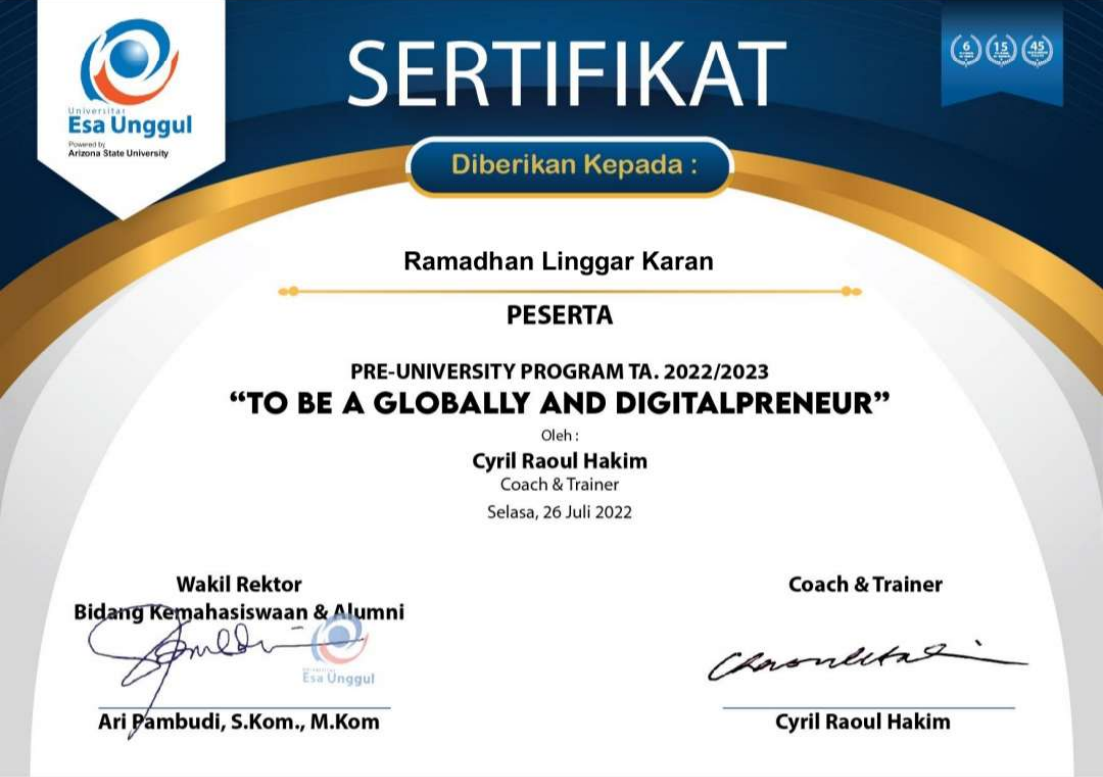 Universitas
Esa Unggul
Powered by
Arizona State University
SERTIFIKAT
6
15
45
Diberikan Kepada :
Ramadhan Linggar Karan
PESERTA
PRE-UNIVERSITY PROGRAM TA. 2022/2023
“TO BE A GLOBALLY AND DIGITALPRENEUR”
Oleh :
Cyril Raoul Hakim
Coach & Trainer
Selasa, 26 Juli 2022
Wakil Rektor
Bidang Kemahasiswaan & Alumni
Universitas
Esa Unggul
Ari Pambudi, S.Kom., M.Kom
Coach & Trainer
Cyril Raoul Hakim